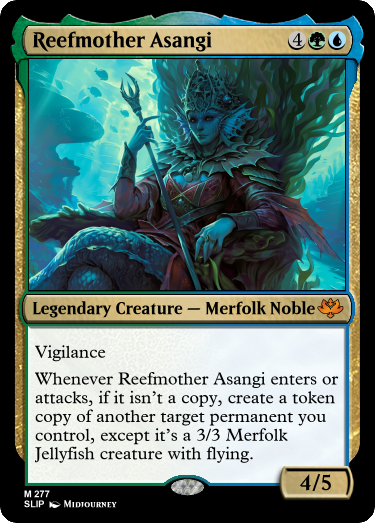 Reefmother Asangi 4
Legendary Creature — Merfolk Noble
Vigilance
Whenever Reefmother Asangi enters or
attacks, if it isn't a copy, create a token
copy of another target permanent you
control, except it's a 3/3 Merfolk
Jellyfish creature with flying.
4/5
M 277
SLIP Midjourney